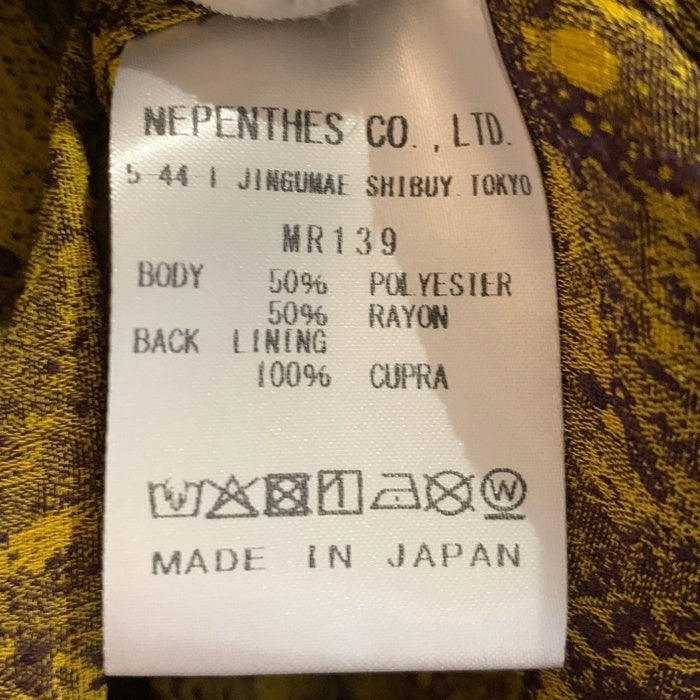 NEPENTHES CO.,LTD.
5-44-1 JINGUMAE SHIBUY TOKYO
MR139
BODY 50% POLYESTER
50% RAYON
BACK LINING
100% CUPRA
W
MADE IN JAPAN